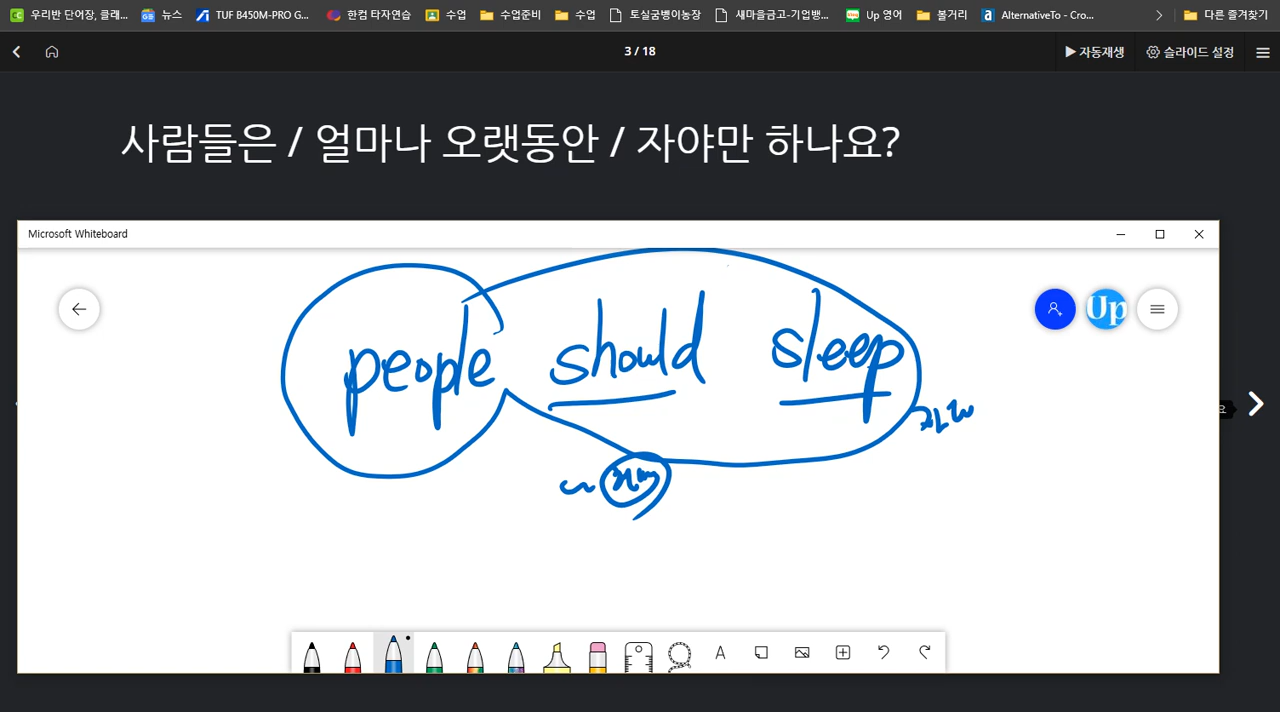 우리반 단어장, 클래... 뉴스 TUF B450M-PRO G... 한컴 타자연습 수업 수업준비 수업 토실굼벵이농장 새마을금고-기업뱅... Up 영어 볼거리 AlternativeTo - Cro... 다른 즐겨찾기
3 / 18
자동재생 슬라이드 설정
사람들은 / 얼마나 오랫동안 / 자야만 하나요?
Microsoft Whiteboard
Up
people should sleep
요
A